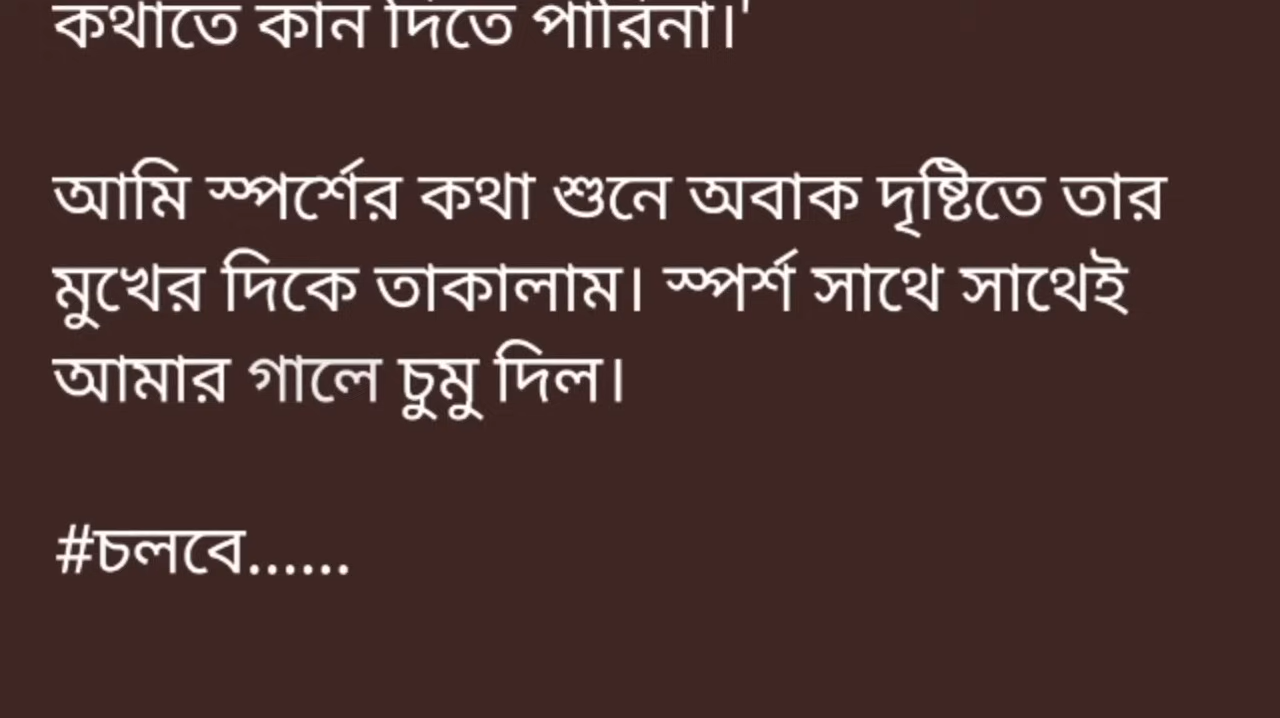 কথাতে কান দিতে পারিনা।'
আমি স্পর্শের কথা শুনে অবাক দৃষ্টিতে তার
মুখের দিকে তাকালাম। স্পর্শ সাথে সাথেই
আমার গালে চুমু দিল।
#চলবে......